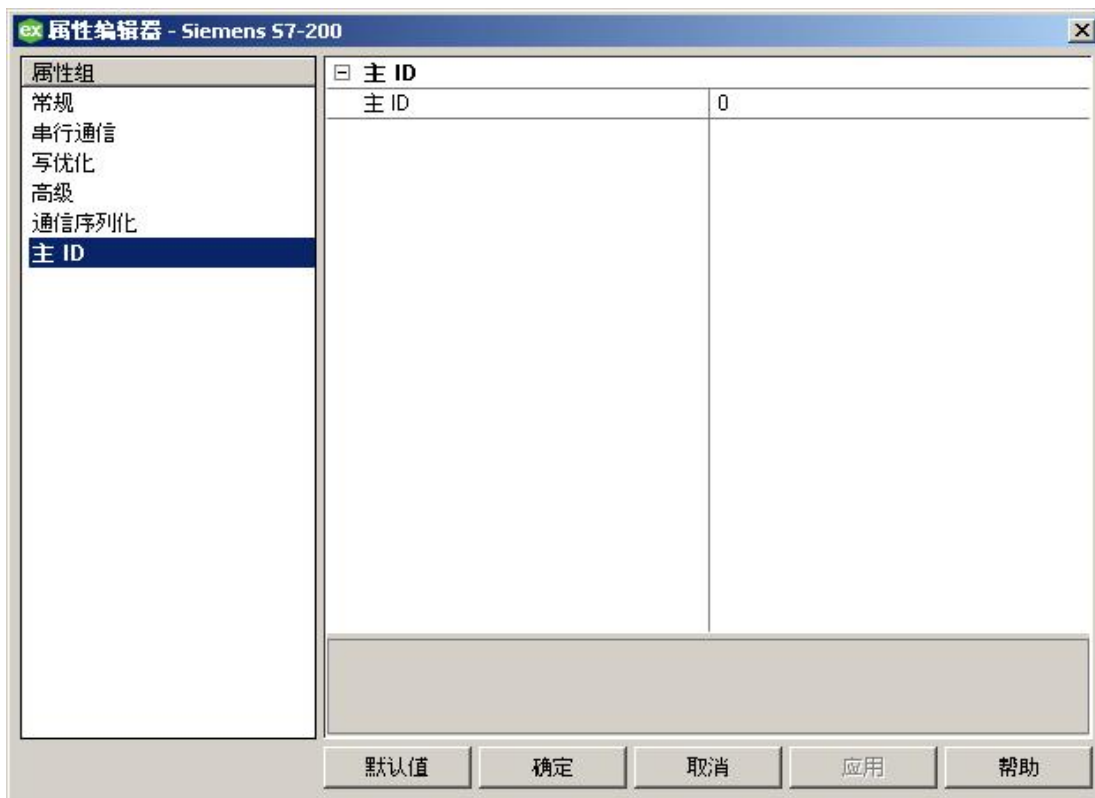 ex 属性编辑器 - Siemens S7-200
属性组
常规
串行通信
写优化
高级
通信序列化
主 ID
主 ID
主 ID 0
默认值 确定 取消 应用 帮助